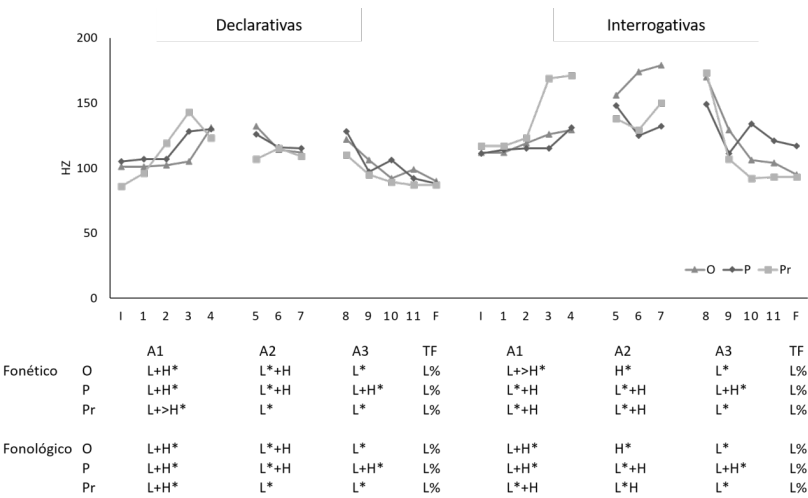 Declarativas Interrogativas
200
150
100
50
0
HZ
O P Pr
I 1 2 3 4 5 6 7 8 9 10 11 F I 1 2 3 4 5 6 7 8 9 10 11 F
A1 A2 A3 TF A1 A2 A3 TF
Fonético O L+H* L*+H L* L% L+>H* H* L* L%
P L+H* L*+H L+H* L% L*+H L*+H L+H* L%
Pr L+>H* L* L* L% L*+H L*+H L* L%
Fonológico O L+H* L*+H L* L% L+H* H* L* L%
P L+H* L*+H L+H* L% L+H* L*+H L+H* L%
Pr L+H* L* L* L% L*+H L*H L* L%